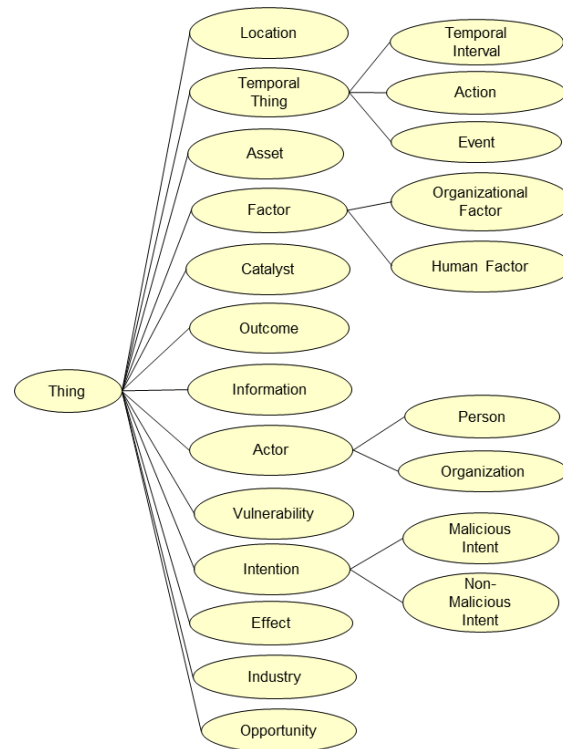 Location
Temporal
Thing
Temporal
Interval
Action
Event
Asset
Factor
Organizational
Factor
Human Factor
Catalyst
Outcome
Thing
Information
Actor
Person
Organization
Vulnerability
Intention
Malicious
Intent
Non-
Malicious
Intent
Effect
Industry
Opportunity